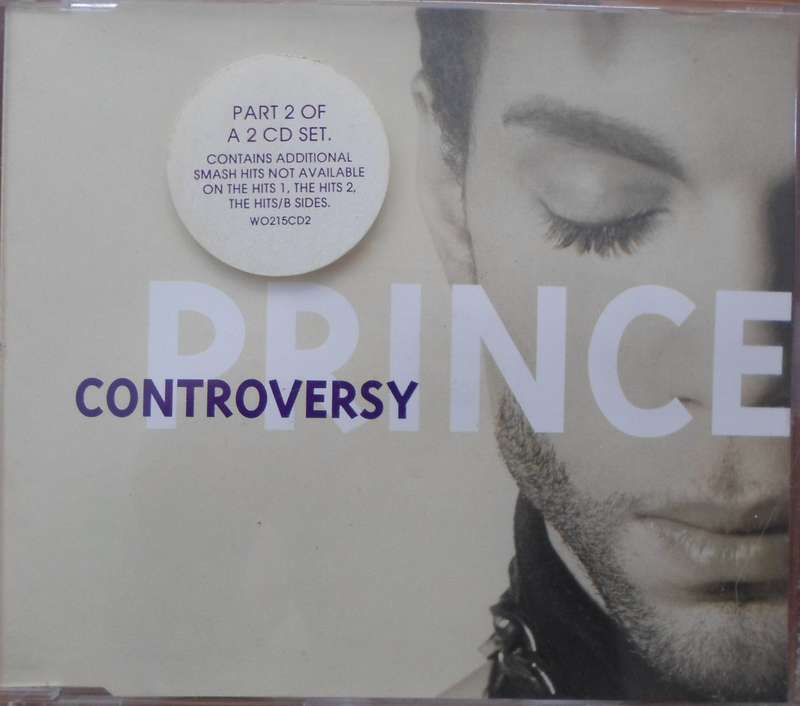 PART 2 OF
A 2 CD SET.
CONTAINS ADDITIONAL
SMASH HITS NOT AVAILABLE
ON THE HITS 1, THE HITS 2,
THE HITS/B SIDES.
WO215CD2
PRINCE
CONTROVERSY